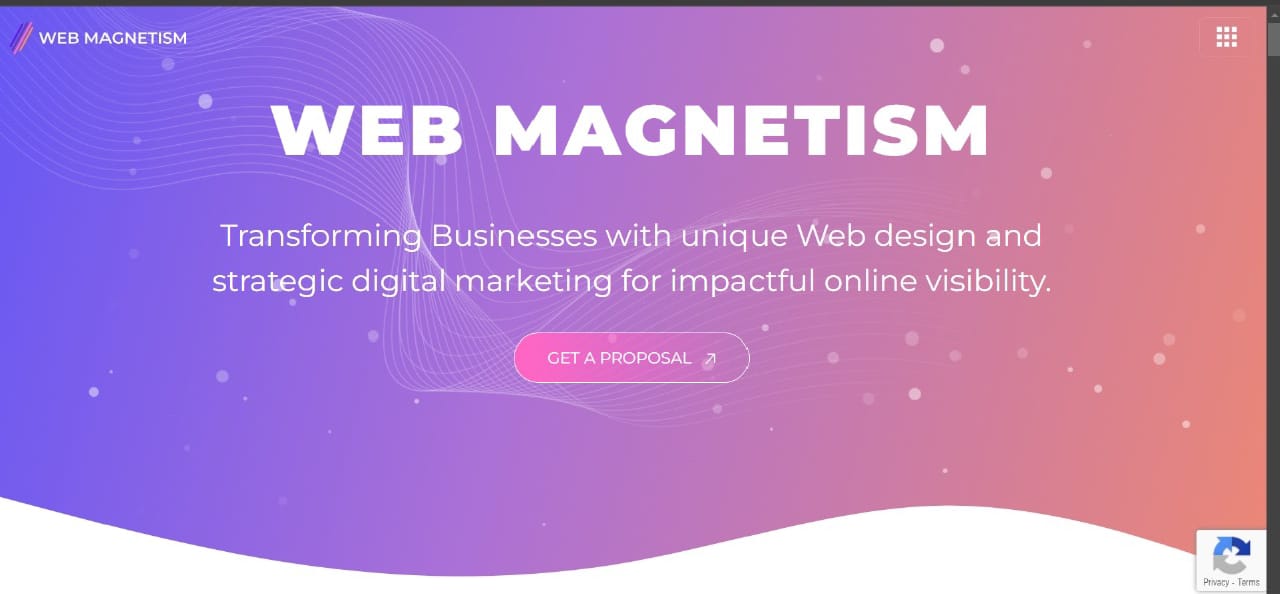 WEB MAGNETISM
WEB MAGNETISM
Transforming Businesses with unique Web design and
strategic digital marketing for impactful online visibility.
GET A PROPOSAL
Privacy - Terms